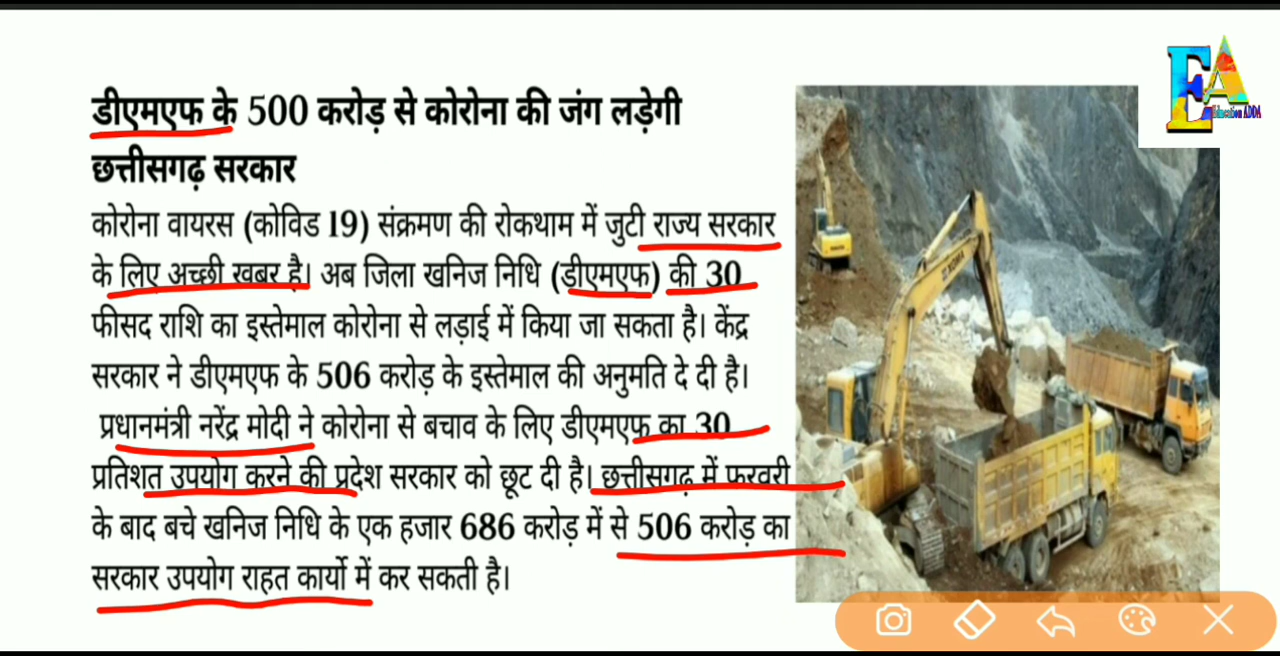 डीएमएफ के 500 करोड़ से कोरोना की जंग लड़ेगी
छत्तीसगढ़ सरकार
कोरोना वायरस (कोविड 19) संक्रमण की रोकथाम में जुटी राज्य सरकार
के लिए अच्छी खबर है। अब जिला खनिज निधि (डीएमएफ) की 30
फीसद राशि का इस्तेमाल कोरोना से लड़ाई में किया जा सकता है। केंद्र
सरकार ने डीएमएफ के 506 करोड़ के इस्तेमाल की अनुमति दे दी है।
प्रधानमंत्री नरेंद्र मोदी ने कोरोना से बचाव के लिए डीएमएफ का 30
प्रतिशत उपयोग करने की प्रदेश सरकार को छूट दी है। छत्तीसगढ़ में फरवरी
के बाद बचे खनिज निधि के एक हजार 686 करोड़ में से 506 करोड़ का
सरकार उपयोग राहत कार्यो में कर सकती है।
EA
Education ADDA